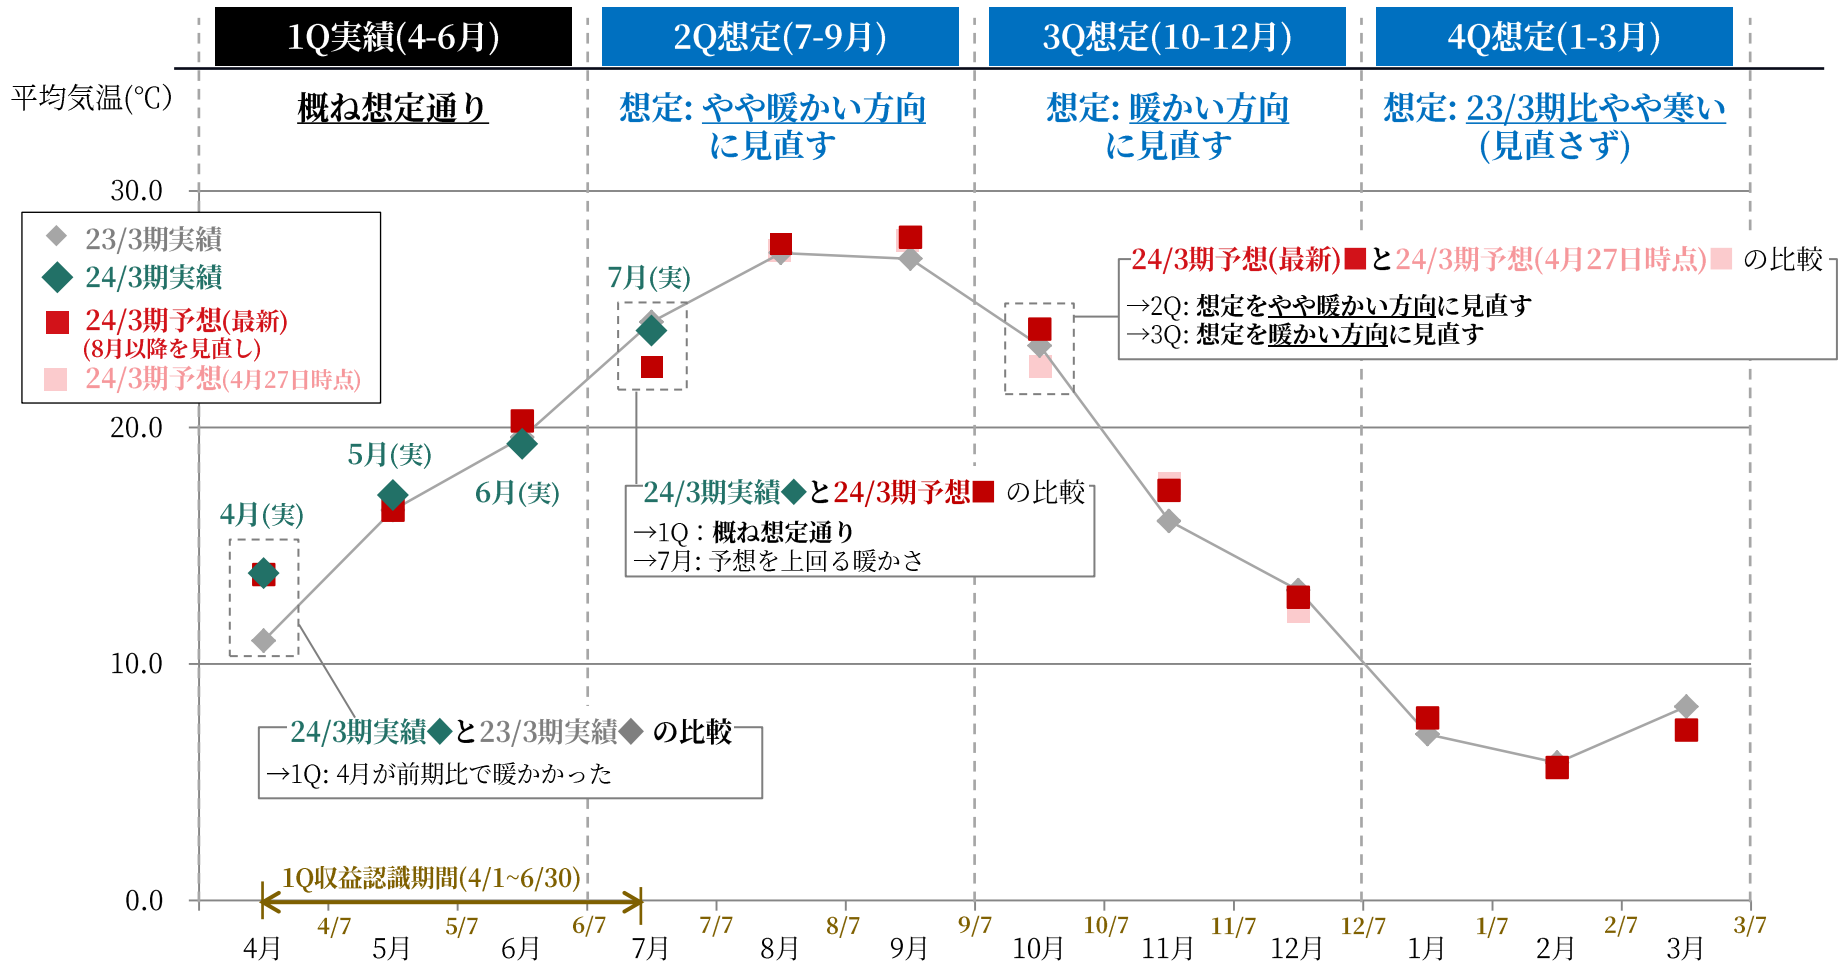 1Q実績(4-6月)
2Q想定(7-9月)
3Q想定(10-12月)
4Q想定(1-3月)
平均気温(℃）
概ね想定通り
想定: やや暖かい方向
に見直す
想定: 暖かい方向
に見直す
想定: 23/3期比やや寒い
(見直さず)
30.0
20.0
10.0
0.0
23/3期実績
24/3期実績
24/3期予想(最新)
(8月以降を見直し)
24/3期予想(4月27日時点)
4月(実)
5月(実)
6月(実)
7月(実)
24/3期予想(最新)■と24/3期予想(4月27日時点)■ の比較
→2Q: 想定をやや暖かい方向に見直す
→3Q: 想定を暖かい方向に見直す
24/3期実績◆と24/3期予想■ の比較
→1Q：概ね想定通り
→7月: 予想を上回る暖かさ
24/3期実績◆と23/3期実績◆ の比較
→1Q: 4月が前期比で暖かかった
1Q収益認識期間(4/1~6/30)
4/7 5/7 6/7 7/7 8/7 9/7 10/7 11/7 12/7 1/7 2/7 3/7
4月 5月 6月 7月 8月 9月 10月 11月 12月 1月 2月 3月